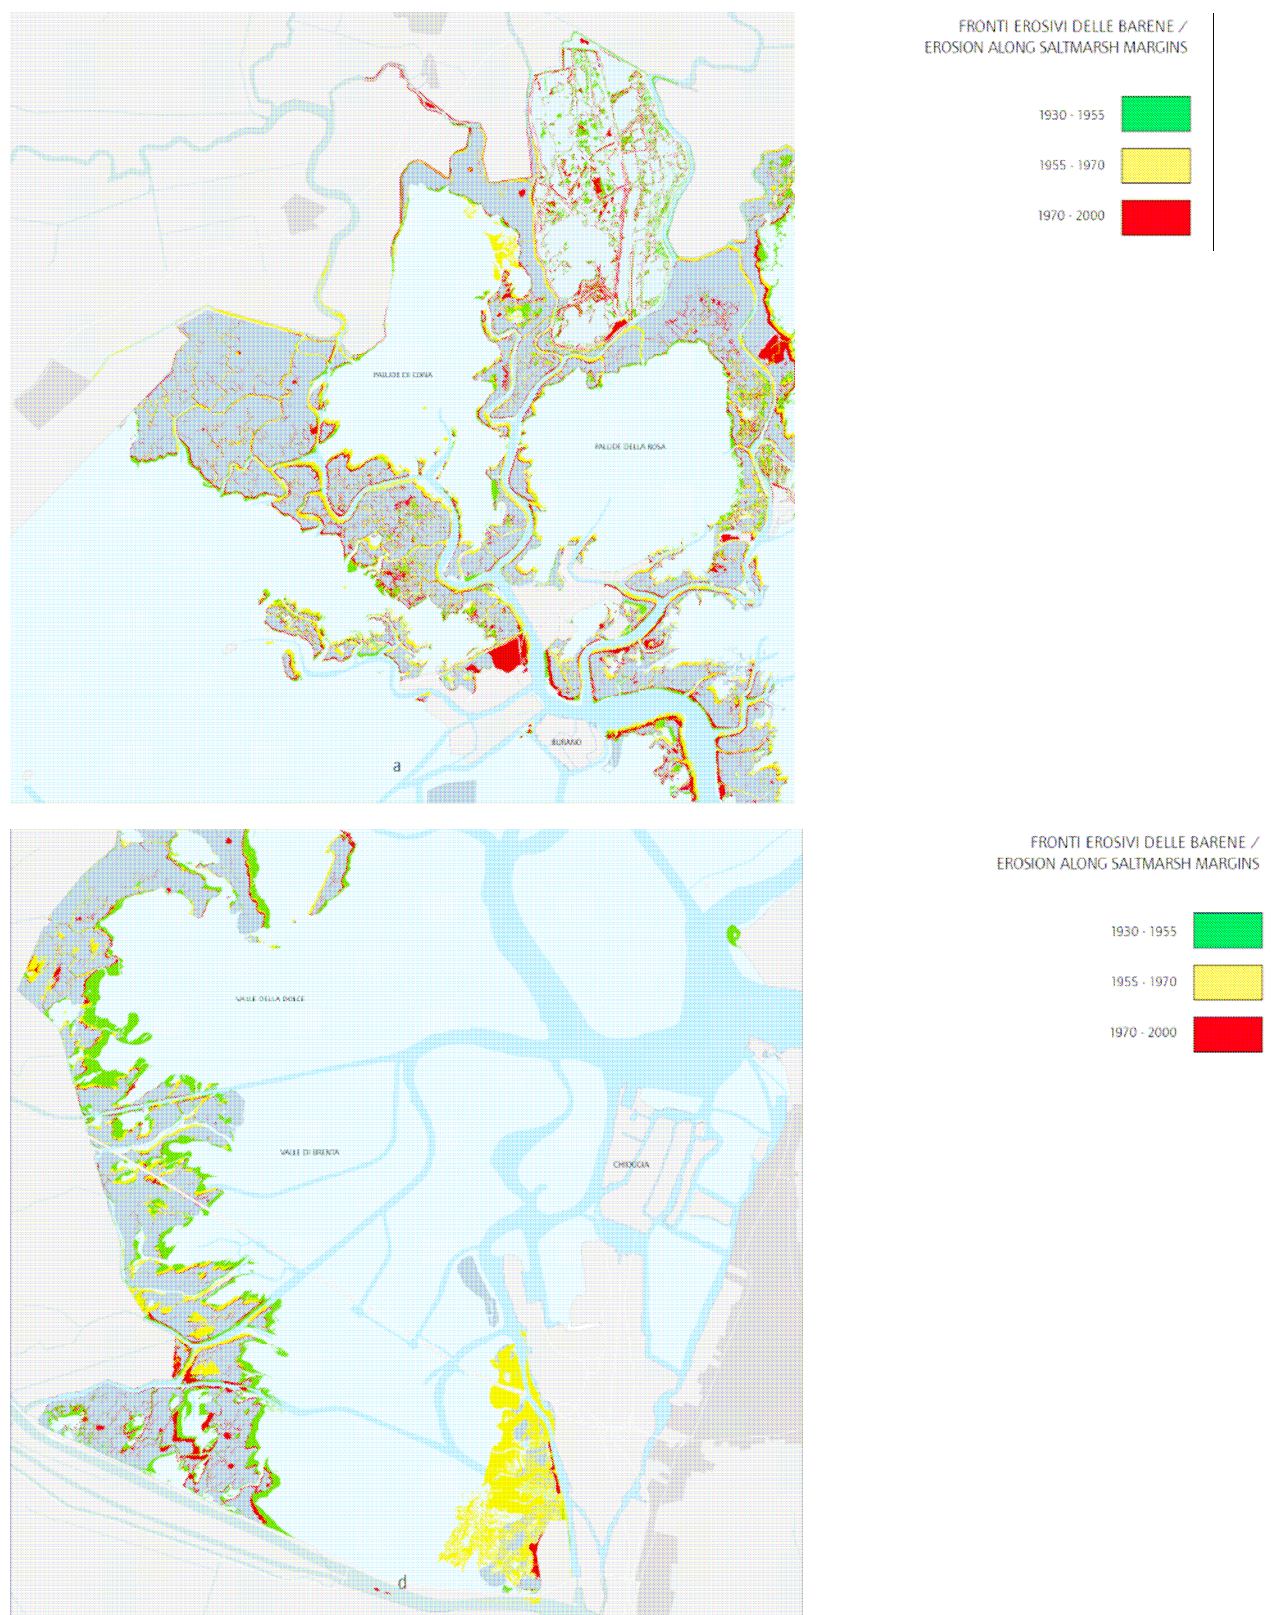 FRONTI EROSIVI DELLE BARENE /
EROSION ALONG SALTMARSH MARGINS
1930 - 1955
1955 - 1970
1970 - 2000
PALUDE DI CONA
PALUDE DELLA ROSA
BURANO
a
FRONTI EROSIVI DELLE BARENE /
EROSION ALONG SALTMARSH MARGINS
1930 - 1955
1955 - 1970
1970 - 2000
VALLE DELLA DOLCE
VALLE DI BRENTA
CHIOGGIA
d